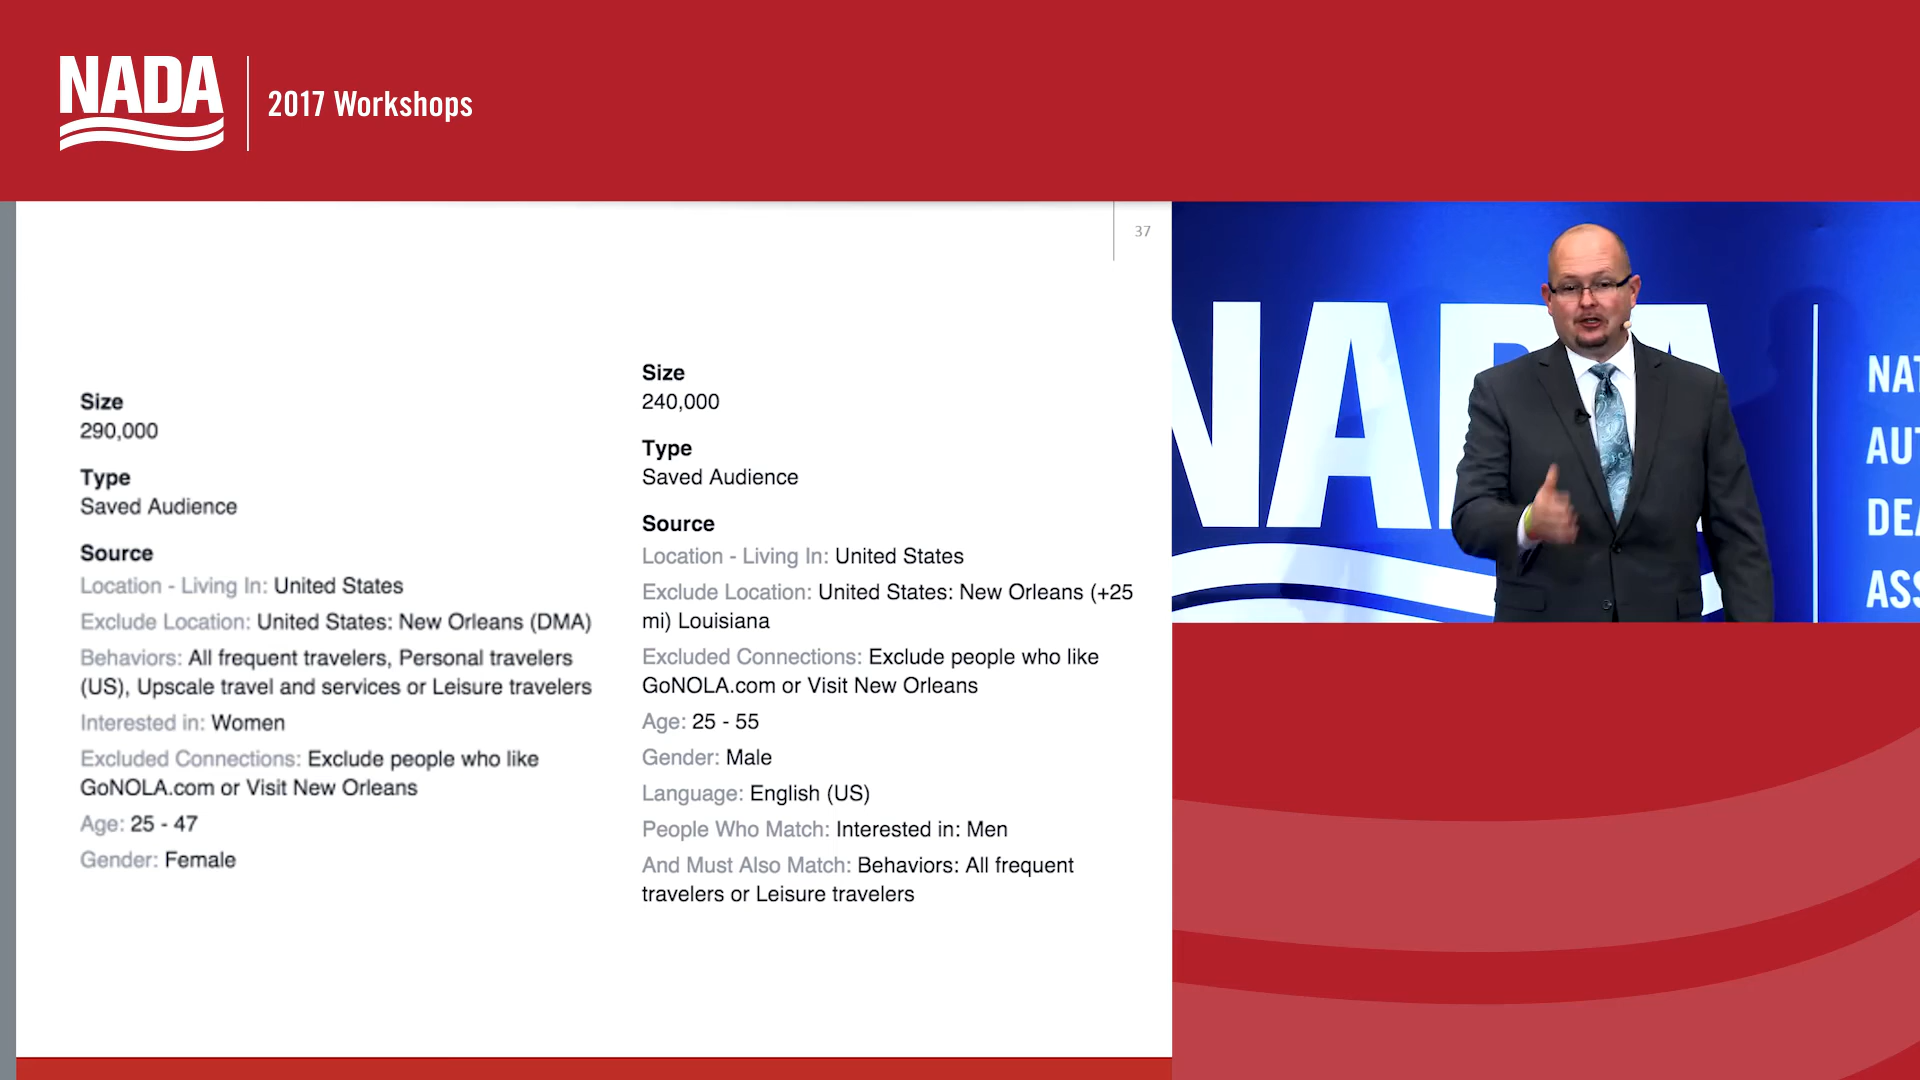 NADA
2017 Workshops
37
Size
290,000
Type
Saved Audience
Source
Location - Living In: United States
Exclude Location: United States: New Orleans (DMA)
Behaviors: All frequent travelers, Personal travelers
(US), Upscale travel and services or Leisure travelers
Interested in: Women
Excluded Connections: Exclude people who like
GoNOLA.com or Visit New Orleans
Age: 25 - 47
Gender: Female
Size
240,000
Type
Saved Audience
Source
Location - Living In: United States
Exclude Location: United States: New Orleans (+25
mi) Louisiana
Excluded Connections: Exclude people who like
GoNOLA.com or Visit New Orleans
Age: 25 - 55
Gender: Male
Language: English (US)
People Who Match: Interested in: Men
And Must Also Match: Behaviors: All frequent
travelers or Leisure travelers
NADA
NAT
AUT
DEA
ASS